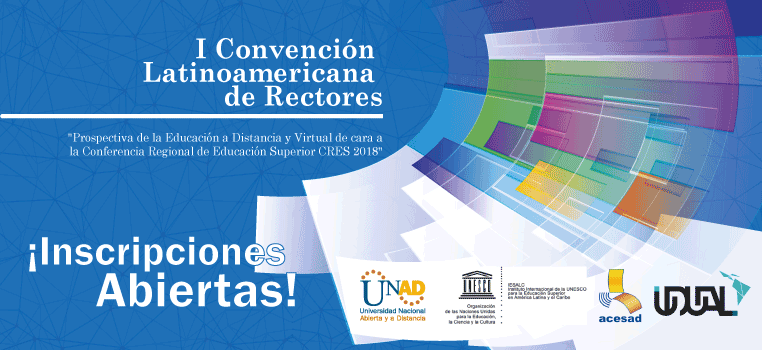 I Convención
Latinoamericana
de Rectores
"Prospectiva de la Educación a Distancia y Virtual de cara a
la Conferencia Regional de Educación Superior CRES 2018"
¡Inscripciones
Abiertas!
UNAD
Universidad Nacional
Abierta y a Distancia
UNESCO
Organización
de las Naciones Unidas
para la Educación,
la Ciencia y la Cultura
IESALC
Instituto Internacional de la UNESCO
para la Educación Superior
en América Latina y el Caribe
acesad
UDUAL